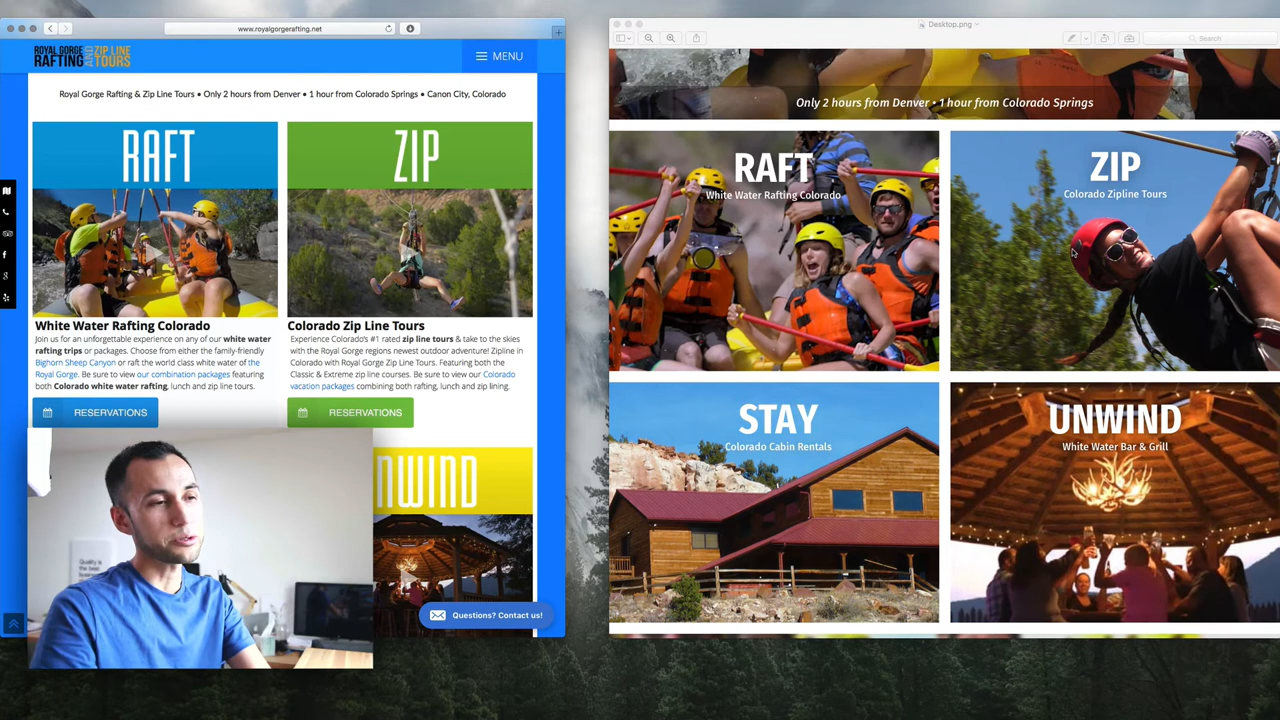 www.royalgorgerafting.net
ROYAL GORGE
RAFTING
AND
ZIP LINE
TOURS
MENU
Royal Gorge Rafting & Zip Line Tours • Only 2 hours from Denver • 1 hour from Colorado Springs • Canon City, Colorado
RAFT
ZIP
White Water Rafting Colorado
Join us for an unforgettable experience on any of our white water
rafting trips or packages. Choose from either the family-friendly
Bighorn Sheep Canyon or raft the world class white water of the
Royal Gorge. Be sure to view our combination packages featuring
both Colorado white water rafting, lunch and zip line tours.
RESERVATIONS
Colorado Zip Line Tours
Experience Colorado's #1 rated zip line tours & take to the skies
with the Royal Gorge regions newest outdoor adventure! Zipline in
Colorado with Royal Gorge Zip Line Tours. Featuring both the
Classic & Extreme zip line courses. Be sure to view our Colorado
vacation packages combining both rafting, lunch and zip lining.
RESERVATIONS
NWIND
Questions? Contact us!
Quality is
the best
Desktop.png
Search
Only 2 hours from Denver • 1 hour from Colorado Springs
RAFT
White Water Rafting Colorado
ZIP
Colorado Zipline Tours
STAY
Colorado Cabin Rentals
UNWIND
White Water Bar & Grill